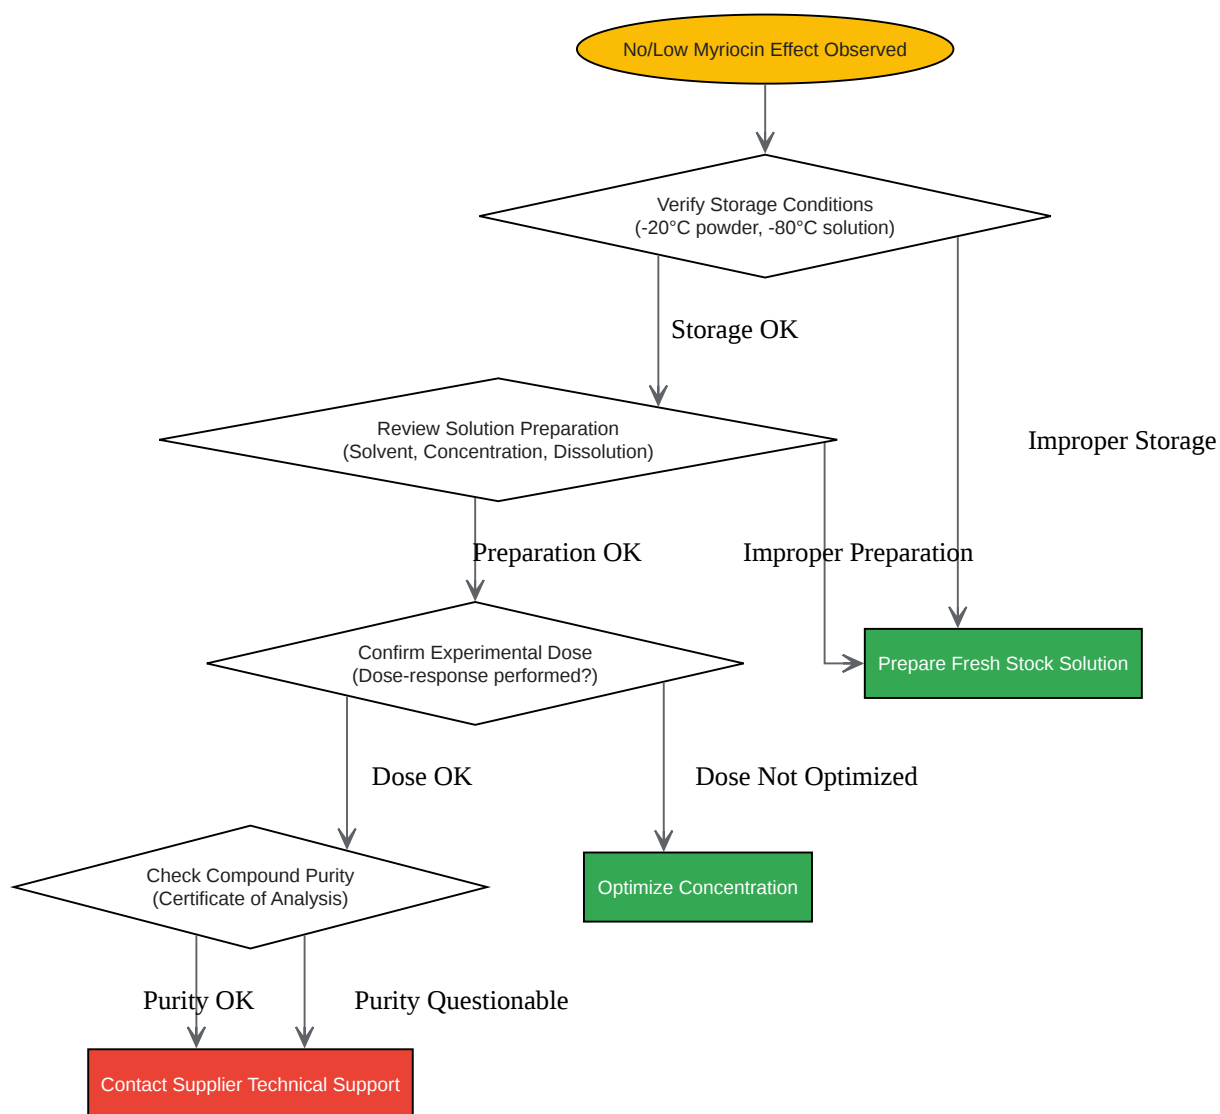 No/Low Myriocin Effect Observed
Verify Storage Conditions
(-20°C powder, -80°C solution)
Storage OK
Review Solution Preparation
(Solvent, Concentration, Dissolution)
Improper Storage
Preparation OK
Improper Preparation
Confirm Experimental Dose
(Dose-response performed?)
Prepare Fresh Stock Solution
Dose OK
Dose Not Optimized
Check Compound Purity
(Certificate of Analysis)
Optimize Concentration
Purity OK
Purity Questionable
Contact Supplier Technical Support